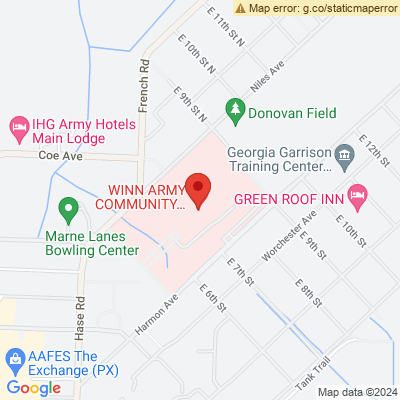 Map error: g.co/staticmaperror
E 11th St N
E 10th St N
Niles Ave
French Rd
E 9th St N
Donovan Field
IHG Army Hotels
Main Lodge
Coe Ave
E 12th St
Georgia Garrison
Training Center...
WINN ARMY
COMMUNITY...
GREEN ROOF INN
Marne Lanes
Bowling Center
Worchester Ave
E 10th St
E 9th St
E 7th St
E 8th St
Hase Rd
E 6th St
Harmon Ave
AAFES The
Exchange (PX)
Tank Trail
Google
Map data ©2024